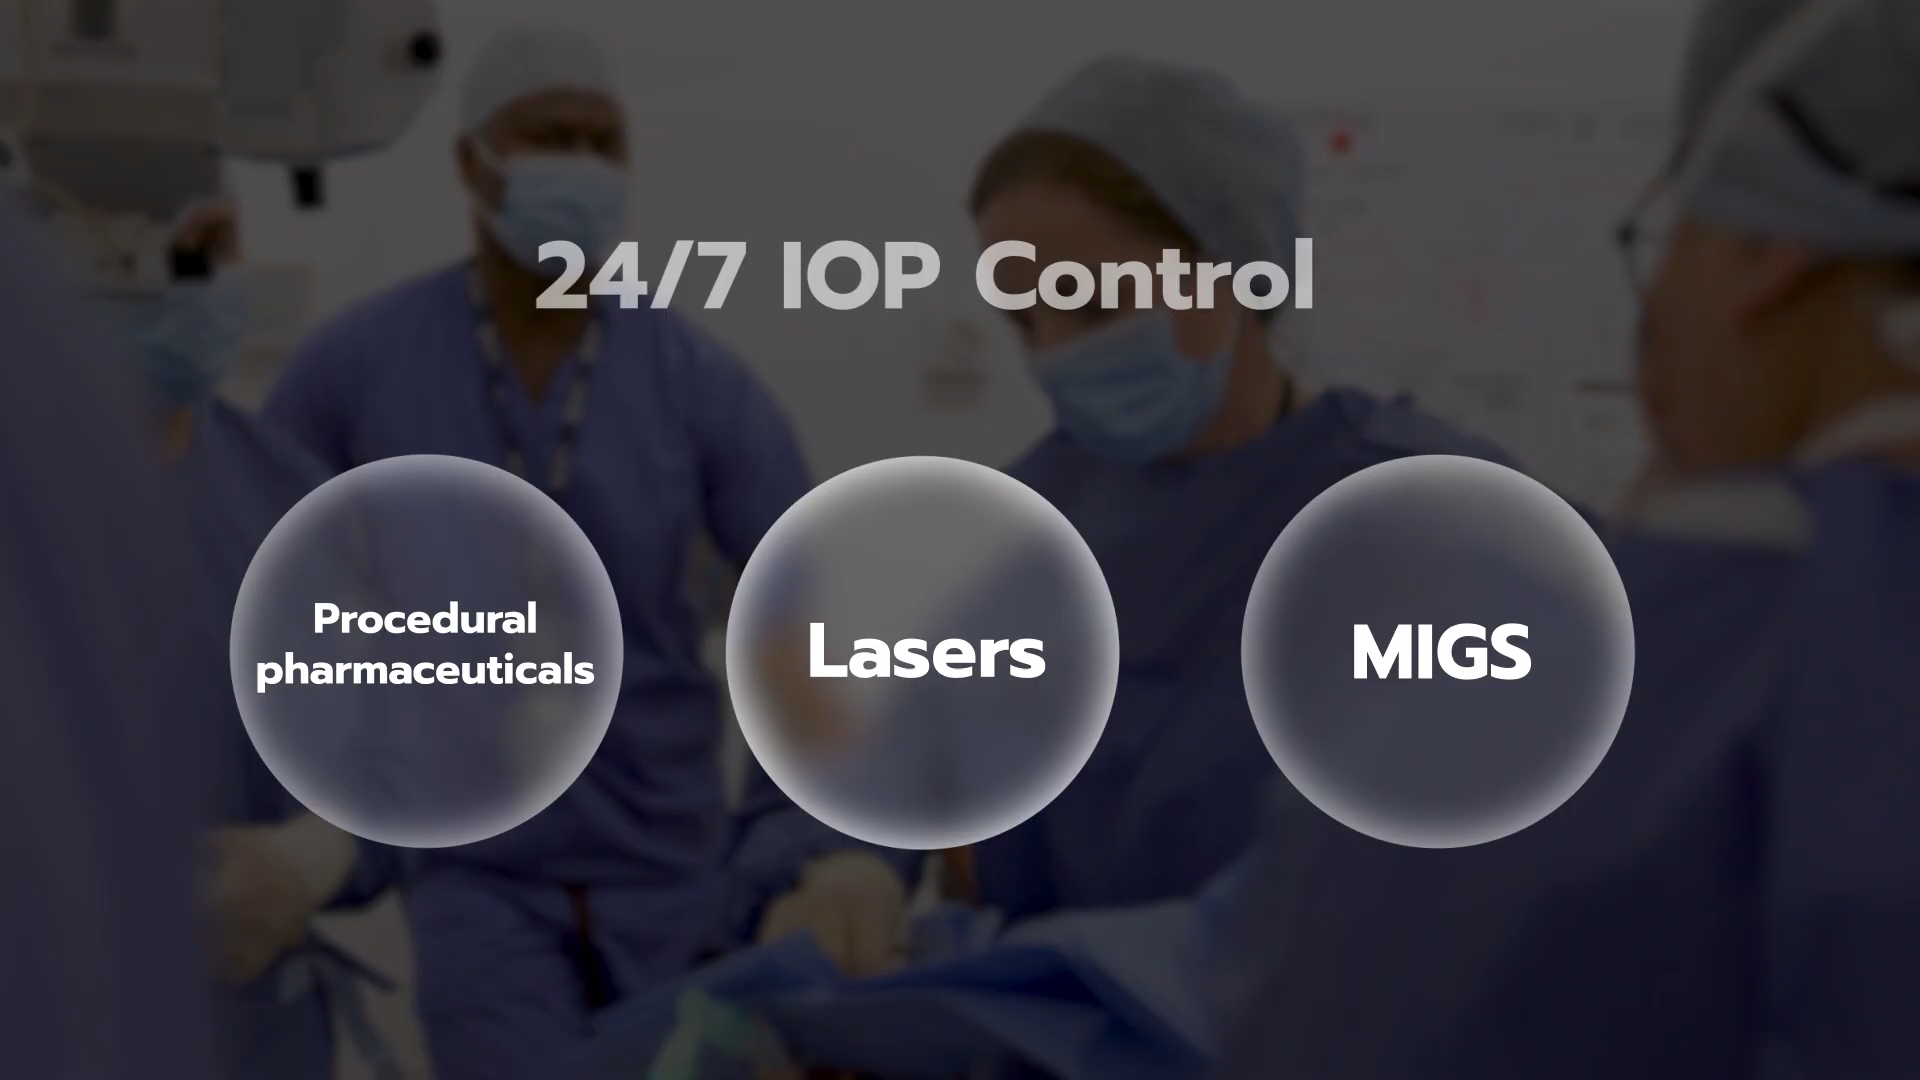 24/7 IOP Control
Procedural
pharmaceuticals
Lasers
MIGS